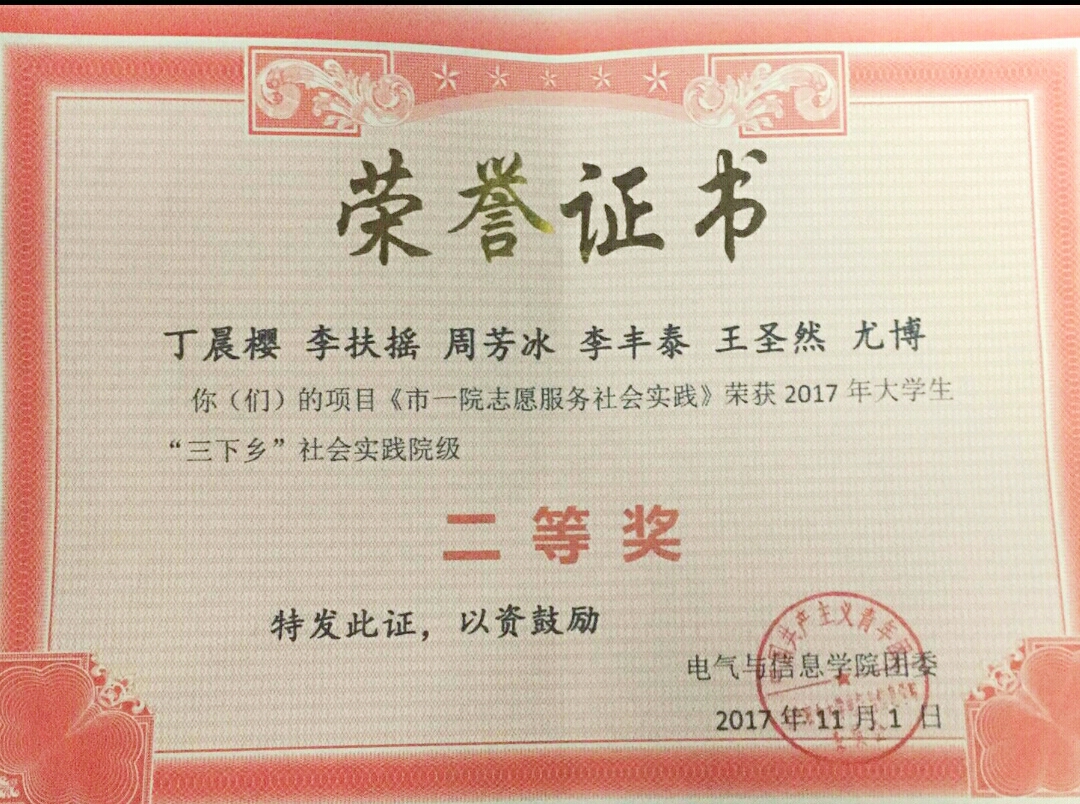 荣誉证书
丁晨樱 李扶摇 周芳冰 李丰泰 王圣然 尤博
你（们）的项目《市一院志愿服务社会实践》荣获 2017 年大学生
“三下乡”社会实践院级
二等奖
特发此证，以资鼓励
中国共产主义青年团
电气与信息学院团委
2017 年 11 月 1 日